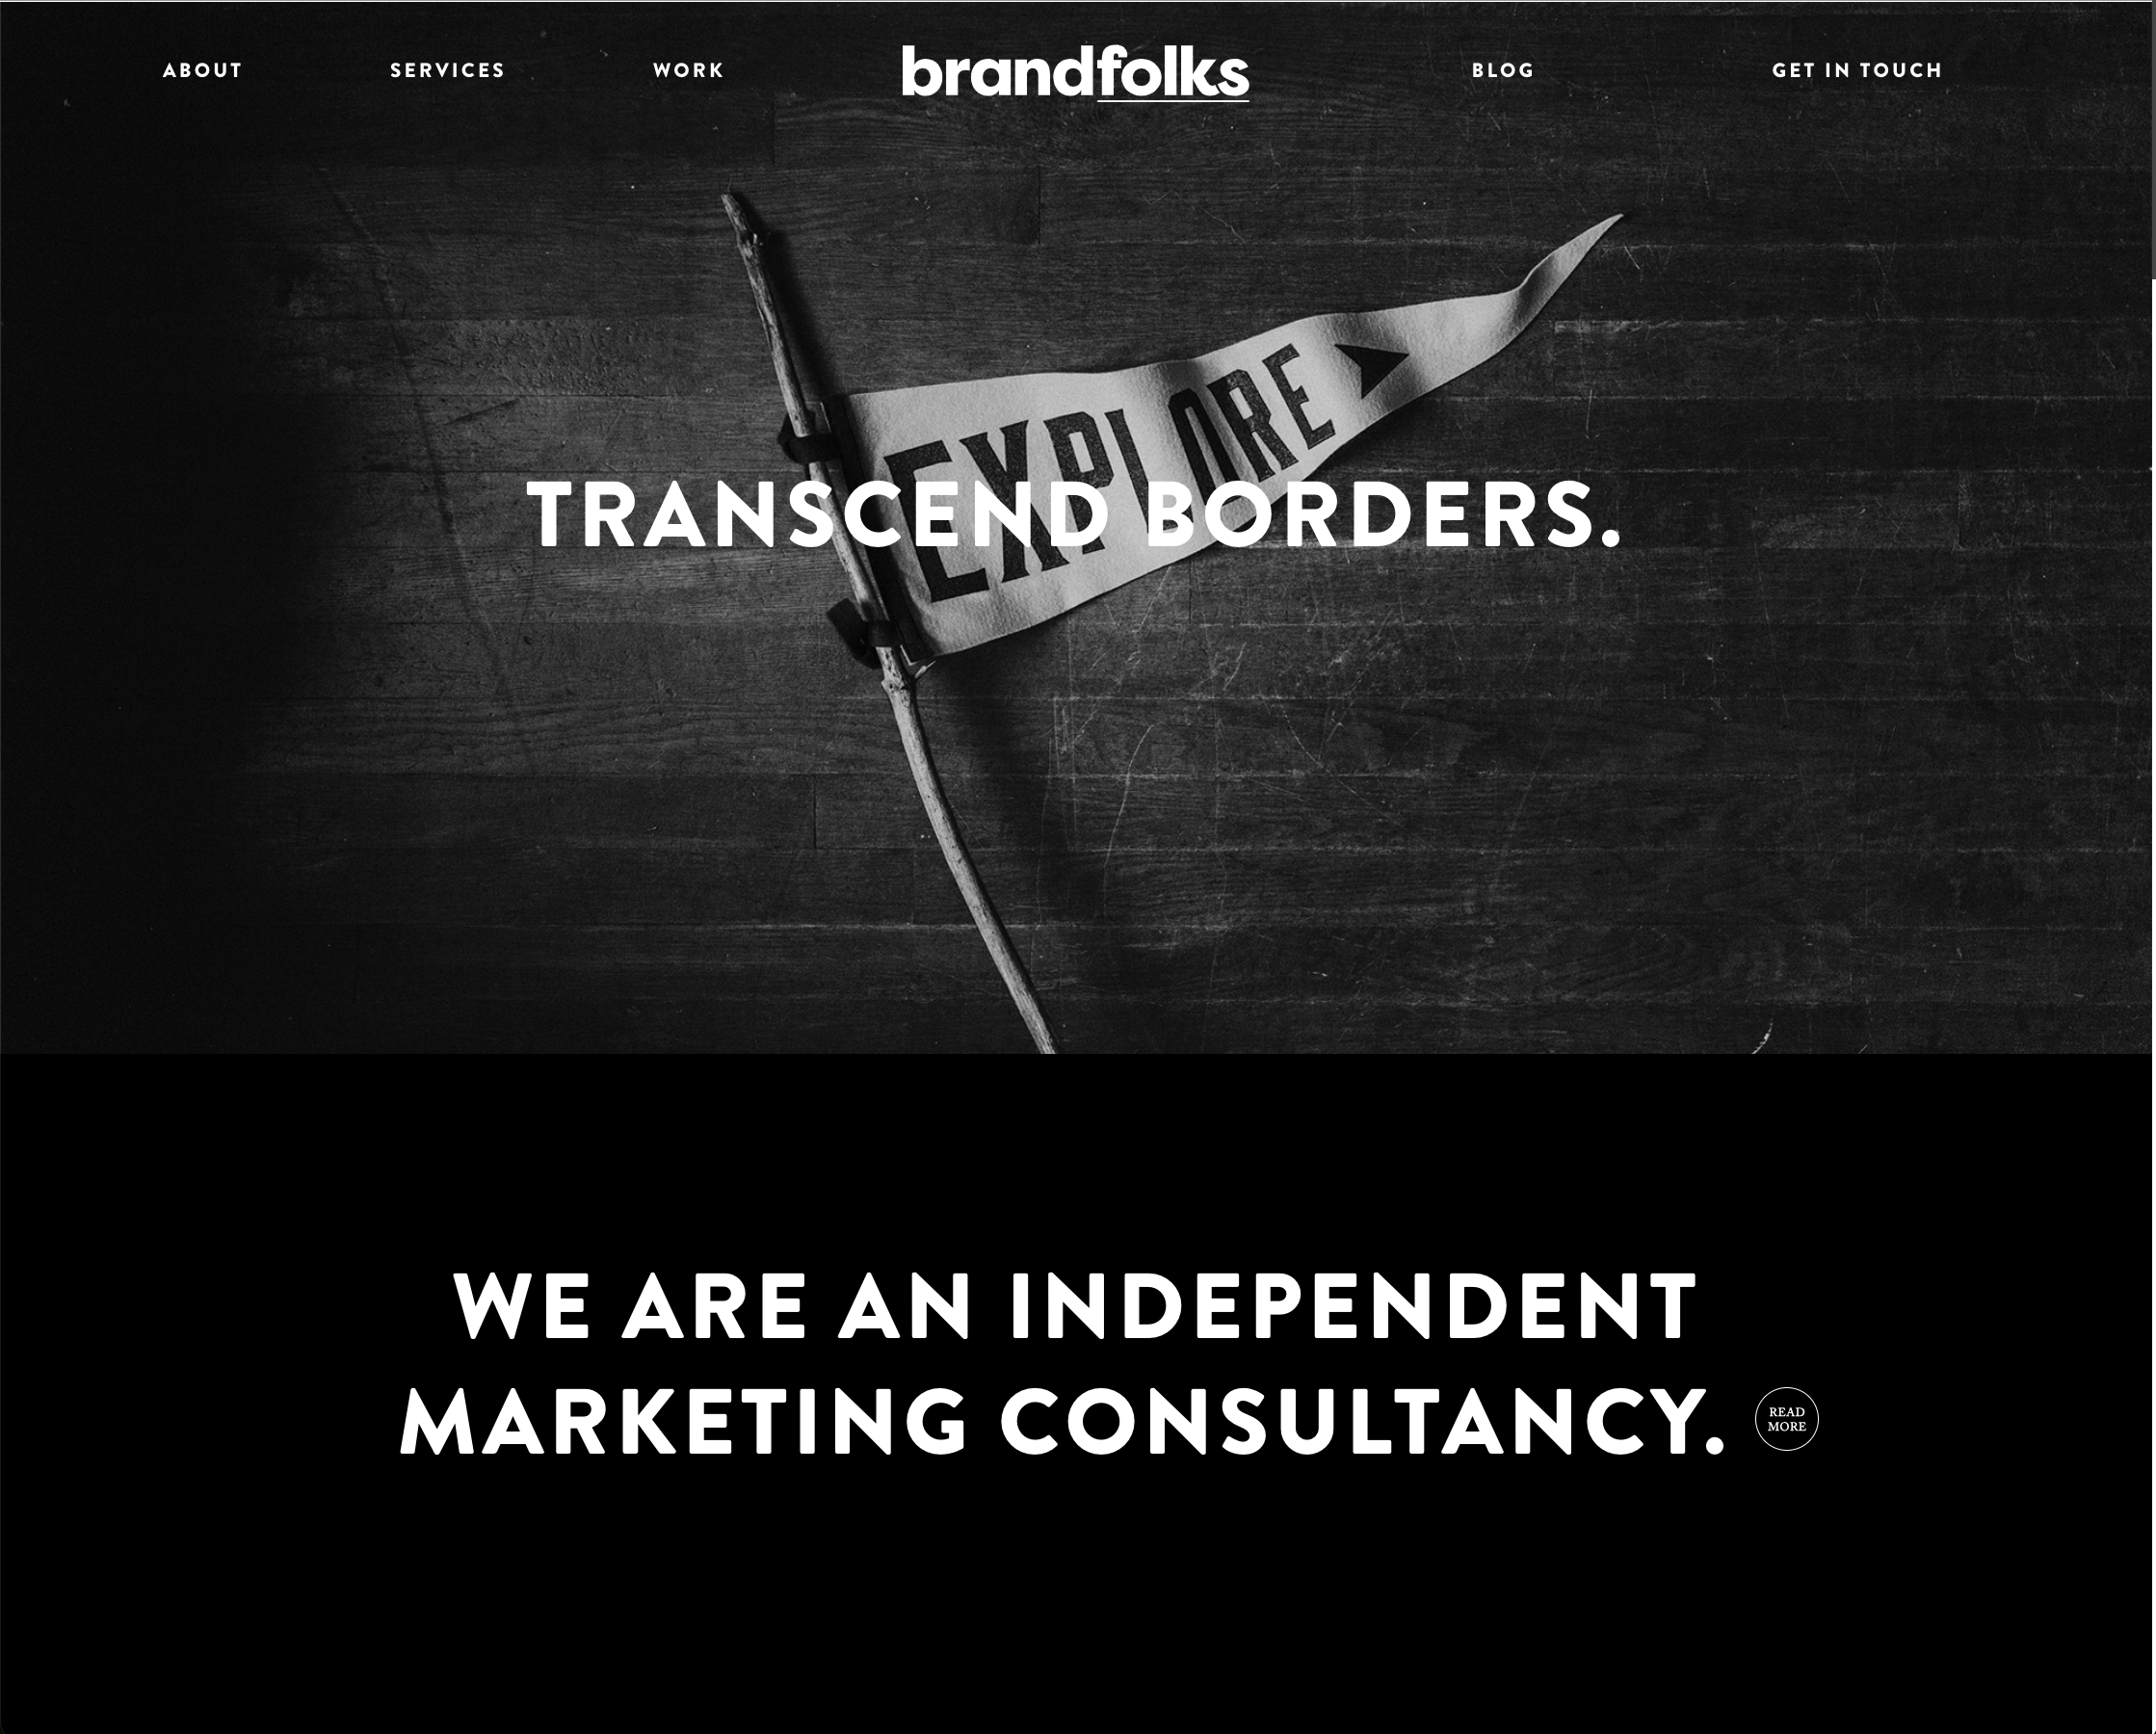 ABOUT
SERVICES
WORK
brandfolks
BLOG
GET IN TOUCH
EXPLORE
TRANSCEND BORDERS.
WE ARE AN INDEPENDENT
MARKETING CONSULTANCY.
READ
MORE